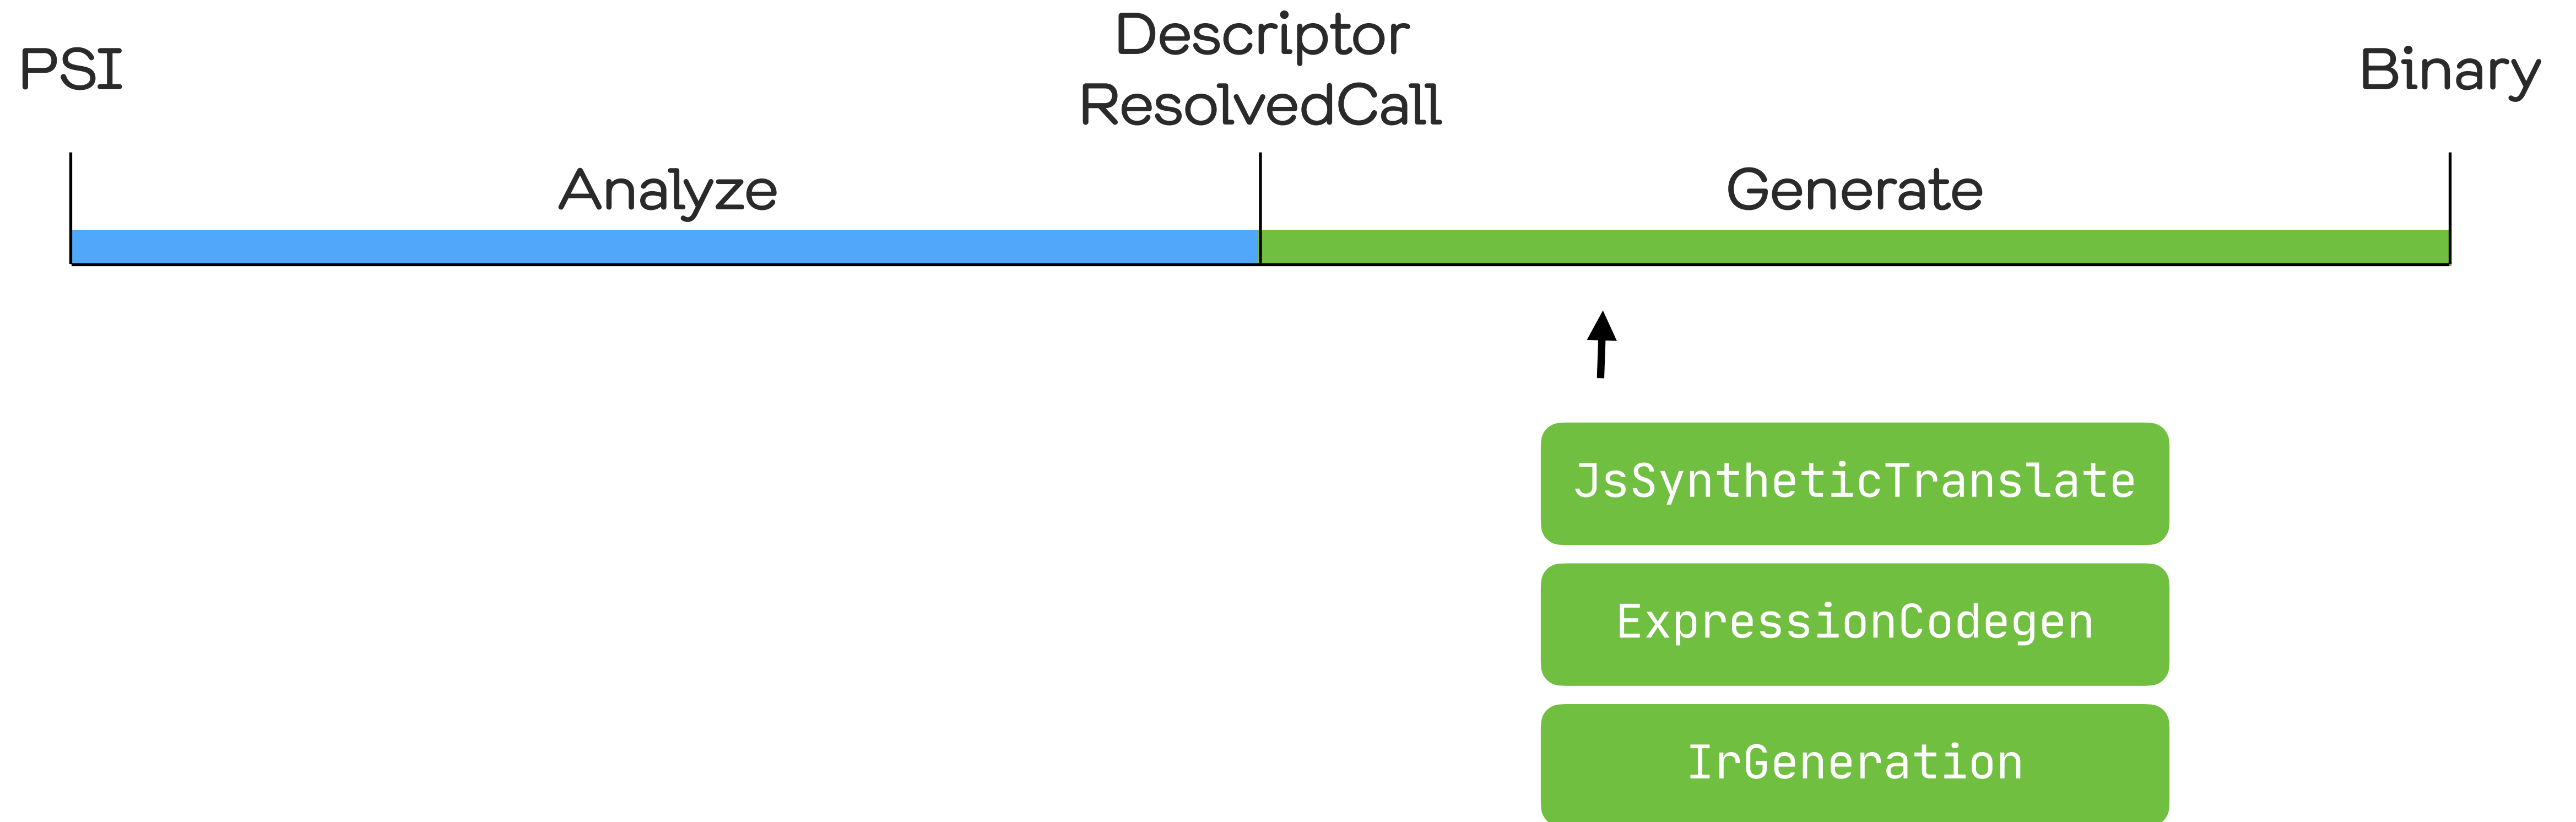 PSI
Descriptor
ResolvedCall
Binary
Analyze
Generate
JsSyntheticTranslate
ExpressionCodegen
IrGeneration